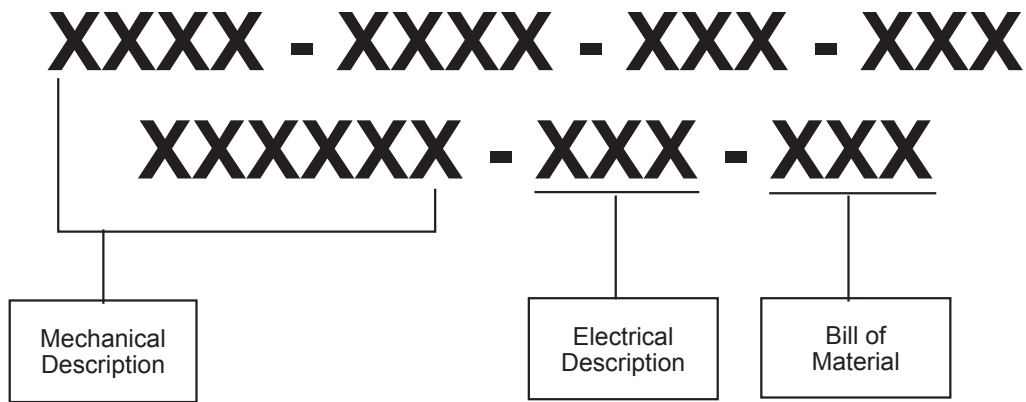 XXXX - XXXX - XXX - XXX
XXXXXX - XXX - XXX
Mechanical
Description
Electrical
Description
Bill of
Material